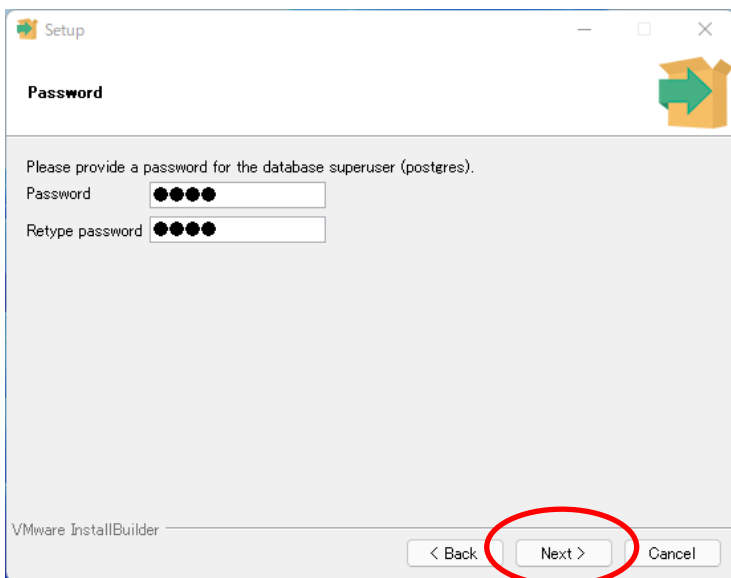 Setup
Password
Please provide a password for the database superuser (postgres).
Password ●●●●
Retype password ●●●●
VMware InstallBuilder
< Back Next > Cancel